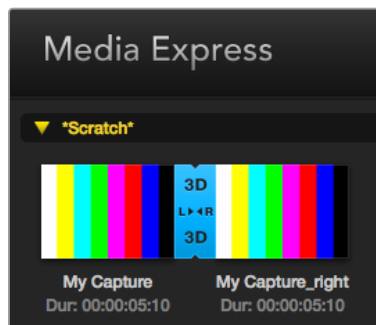 Media Express
*Scratch*
3D
L▶◀R
3D
My Capture
My Capture_right
Dur: 00:00:05:10
Dur: 00:00:05:10